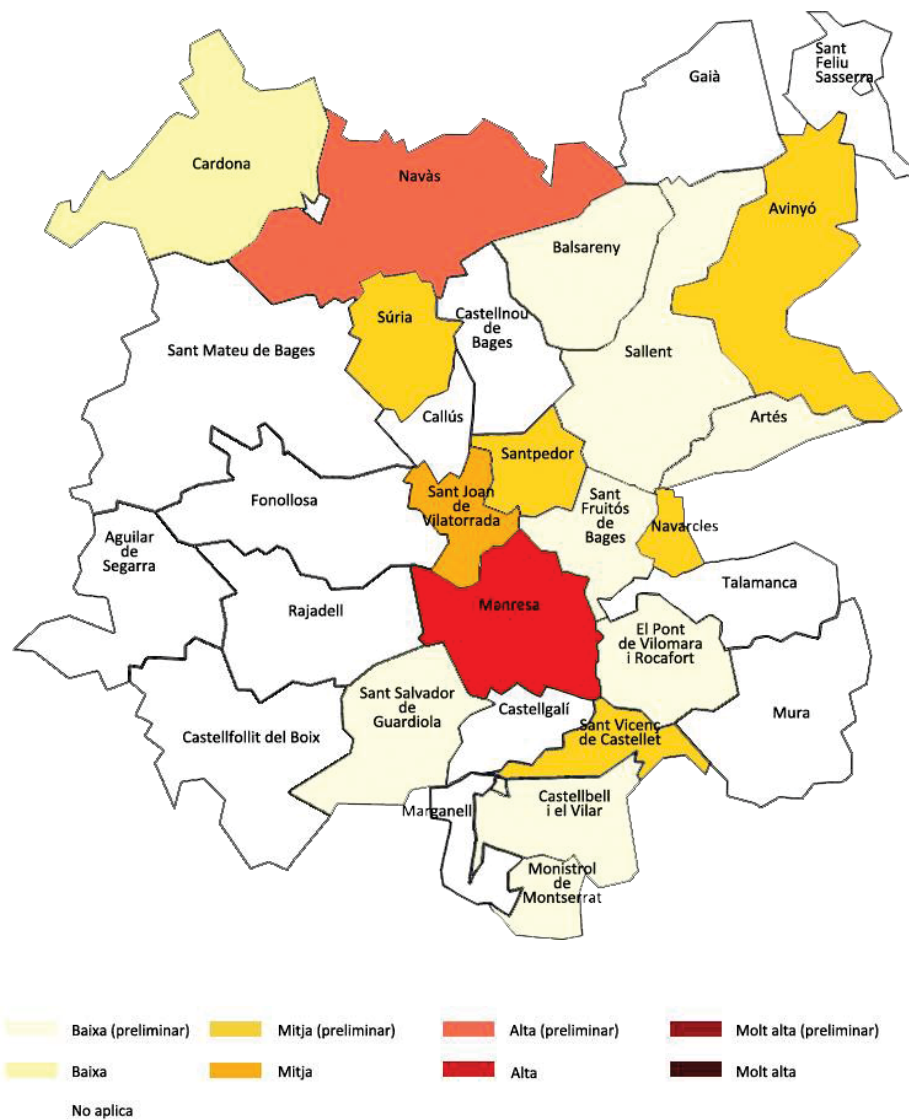 Sant
Feliu
Sasserra
Gaià
Cardona
Navàs
Avinyó
Balsareny
Súria
Castellnou
de
Bages
Sant Mateu de Bages
Sallent
Callús
Artés
Santpedor
Fonollosa
Sant Joan
de
Vilatorrada
Sant
Fruitós
de
Bages
Navarcles
Aguilar
de
Segarra
Talamanca
Rajadell
Manresa
El Pont
de Vilomara
i Rocafort
Sant Salvador
de
Guardiola
Castellgalí
Mura
Castellfollit del Boix
Sant Vicenç
de Castellet
Marganell
Castellbell
i el Vilar
Monistrol
de
Montserrat
Baixa (preliminar)
Mitja (preliminar)
Alta (preliminar)
Molt alta (preliminar)
Baixa
Mitja
Alta
Molt alta
No aplica